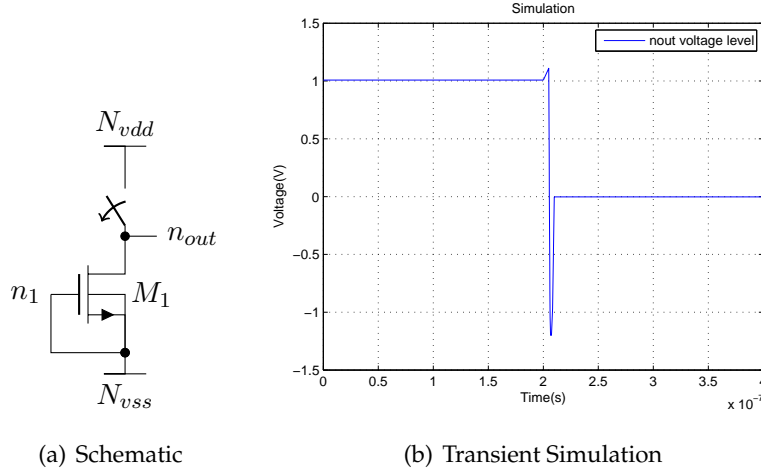 Simulation
nout voltage level
1.5
1
0.5
0
−0.5
−1
−1.5
Voltage(V)
0
0.5
1
1.5
2
2.5
3
3.5
4
x 10⁻⁷
Time(s)
N_vdd
n_out
n_1
M_1
N_vss
(a) Schematic
(b) Transient Simulation